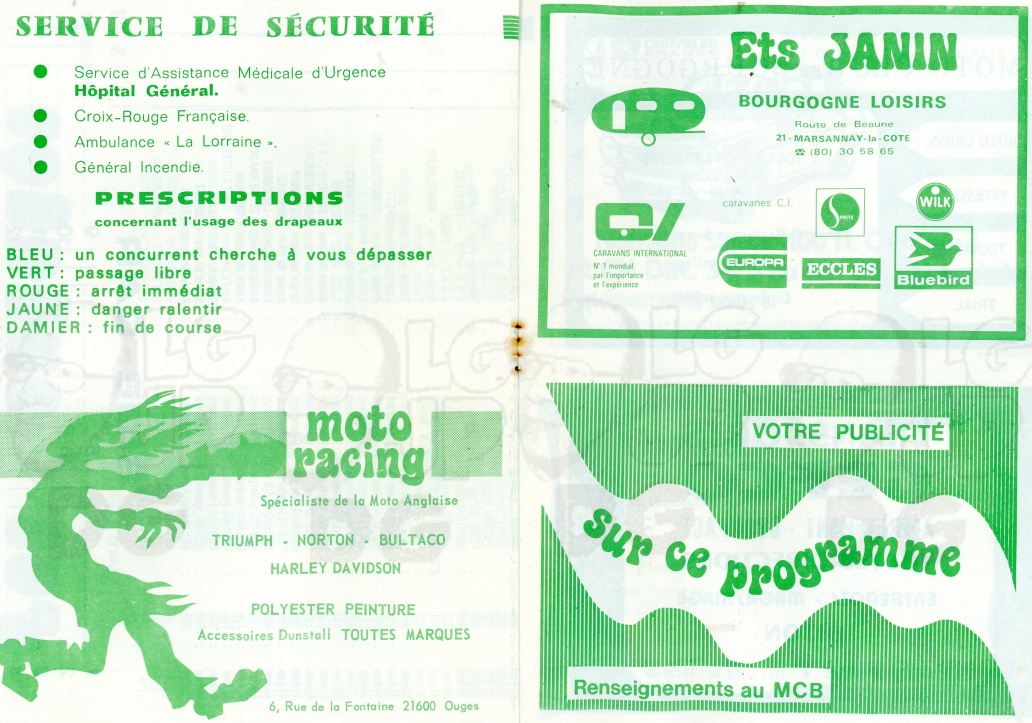 SERVICE DE SÉCURITÉ
Service d'Assistance Médicale d'Urgence
Hôpital Général.
Croix-Rouge Française.
Ambulance « La Lorraine ».
Général Incendie.
PRESCRIPTIONS
concernant l'usage des drapeaux
BLEU : un concurrent cherche à vous dépasser
VERT : passage libre
ROUGE : arrêt immédiat
JAUNE : danger ralentir
DAMIER : fin de course
moto
racing
Spécialiste de la Moto Anglaise
TRIUMPH - NORTON - BULTACO
HARLEY DAVIDSON
POLYESTER PEINTURE
Accessoires Dunstall TOUTES MARQUES
6, Rue de la Fontaine 21600 Ouges
Ets JANIN
BOURGOGNE LOISIRS
Route de Beaune
21-MARSANNAY-la-COTE
☎ (80) 30 58 65
caravanes C.I.
CI
CARAVANS INTERNATIONAL
N° 1 mondial
par l'importance
et l'expérience.
SPRITE
WILK
EUROPA
ECCLES
Bluebird
VOTRE PUBLICITÉ
sur ce programme
Renseignements au MCB
LG
DG